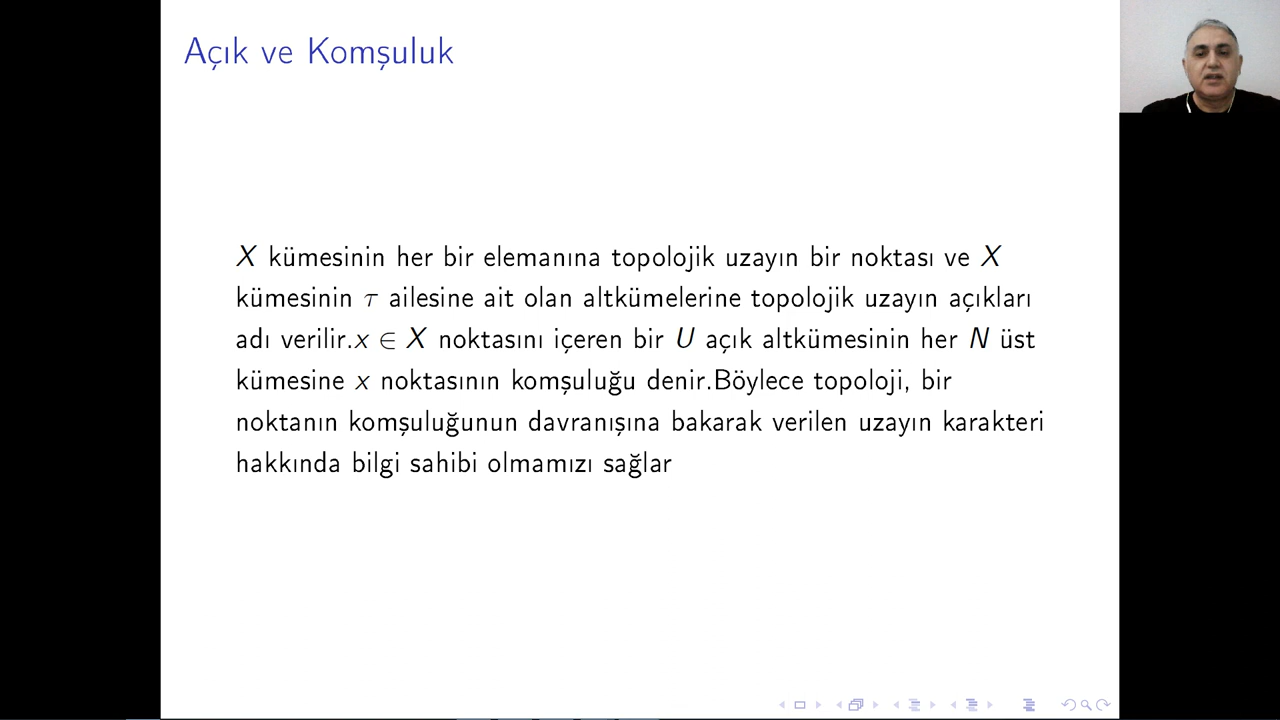 Açık ve Komşuluk
X kümesinin her bir elemanına topolojik uzayın bir noktası ve X
kümesinin τ ailesine ait olan altkümelerine topolojik uzayın açıkları
adı verilir.x ∈ X noktasını içeren bir U açık altkümesinin her N üst
kümesine x noktasının komşuluğu denir.Böylece topoloji, bir
noktanın komşuluğunun davranışına bakarak verilen uzayın karakteri
hakkında bilgi sahibi olmamızı sağlar